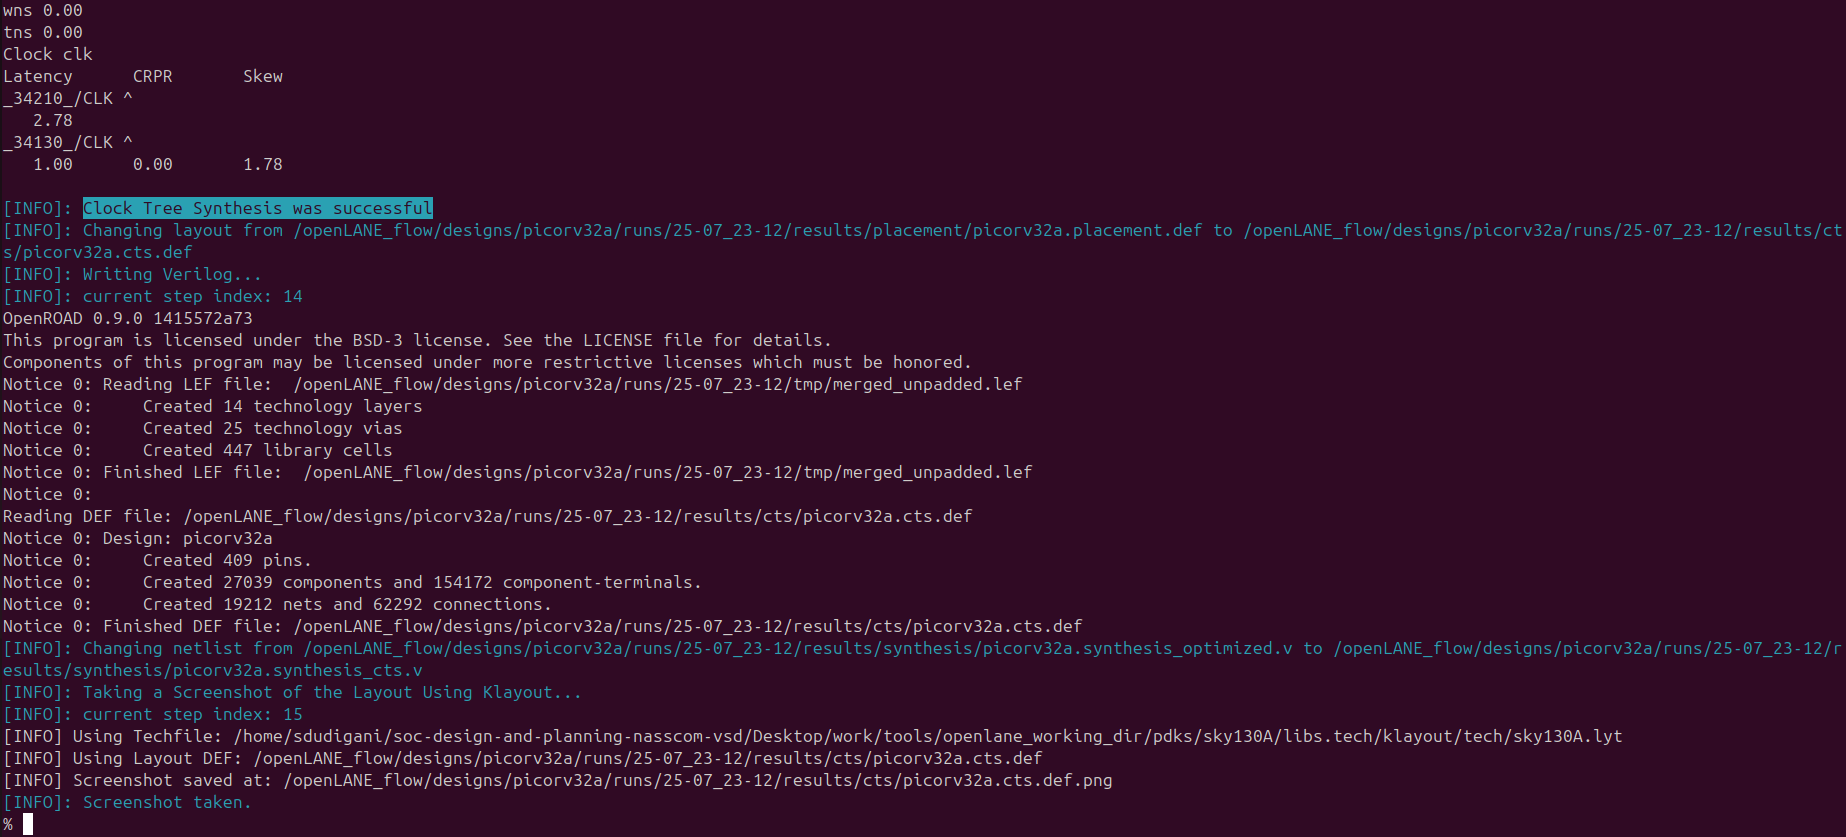 wns 0.00
tns 0.00
Clock clk
Latency      CRPR       Skew
_34210_/CLK ^
   2.78
_34130_/CLK ^
   1.00      0.00       1.78
[INFO]: Clock Tree Synthesis was successful
[INFO]: Changing layout from /openLANE_flow/designs/picorv32a/runs/25-07_23-12/results/placement/picorv32a.placement.def to /openLANE_flow/designs/picorv32a/runs/25-07_23-12/results/ct
s/picorv32a.cts.def
[INFO]: Writing Verilog...
[INFO]: current step index: 14
OpenROAD 0.9.0 1415572a73
This program is licensed under the BSD-3 license. See the LICENSE file for details.
Components of this program may be licensed under more restrictive licenses which must be honored.
Notice 0: Reading LEF file:  /openLANE_flow/designs/picorv32a/runs/25-07_23-12/tmp/merged_unpadded.lef
Notice 0:     Created 14 technology layers
Notice 0:     Created 25 technology vias
Notice 0:     Created 447 library cells
Notice 0: Finished LEF file:  /openLANE_flow/designs/picorv32a/runs/25-07_23-12/tmp/merged_unpadded.lef
Notice 0:
Reading DEF file: /openLANE_flow/designs/picorv32a/runs/25-07_23-12/results/cts/picorv32a.cts.def
Notice 0: Design: picorv32a
Notice 0:     Created 409 pins.
Notice 0:     Created 27039 components and 154172 component-terminals.
Notice 0:     Created 19212 nets and 62292 connections.
Notice 0: Finished DEF file: /openLANE_flow/designs/picorv32a/runs/25-07_23-12/results/cts/picorv32a.cts.def
[INFO]: Changing netlist from /openLANE_flow/designs/picorv32a/runs/25-07_23-12/results/synthesis/picorv32a.synthesis_optimized.v to /openLANE_flow/designs/picorv32a/runs/25-07_23-12/r
esults/synthesis/picorv32a.synthesis_cts.v
[INFO]: Taking a Screenshot of the Layout Using Klayout...
[INFO]: current step index: 15
[INFO] Using Techfile: /home/sdudigani/soc-design-and-planning-nasscom-vsd/Desktop/work/tools/openlane_working_dir/pdks/sky130A/libs.tech/klayout/tech/sky130A.lyt
[INFO] Using Layout DEF: /openLANE_flow/designs/picorv32a/runs/25-07_23-12/results/cts/picorv32a.cts.def
[INFO] Screenshot saved at: /openLANE_flow/designs/picorv32a/runs/25-07_23-12/results/cts/picorv32a.cts.def.png
[INFO]: Screenshot taken.
%